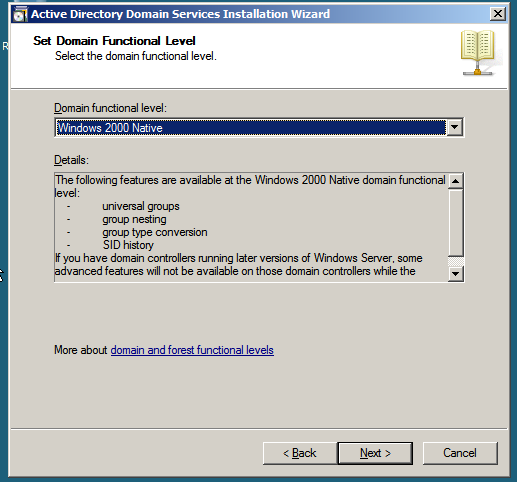 Active Directory Domain Services Installation Wizard
R
Set Domain Functional Level
Select the domain functional level.
Domain functional level:
Windows 2000 Native
Details:
The following features are available at the Windows 2000 Native domain functional
level:
- universal groups
- group nesting
- group type conversion
- SID history
If you have domain controllers running later versions of Windows Server, some
advanced features will not be available on those domain controllers while the
More about domain and forest functional levels
< Back
Next >
Cancel